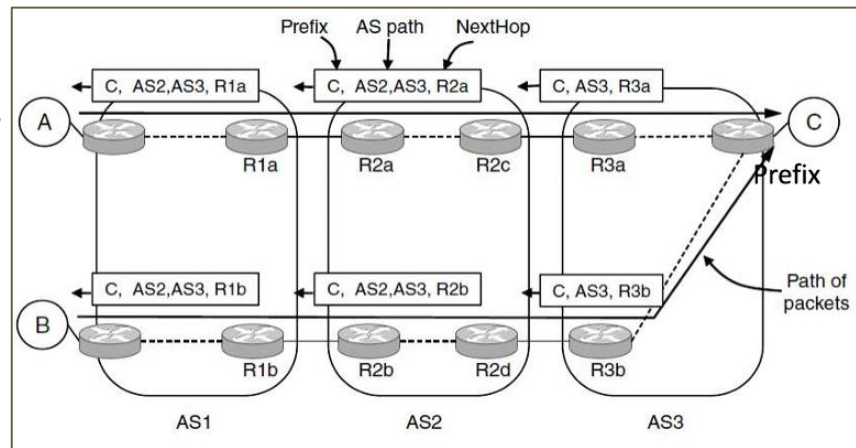 Prefix AS path NextHop
C, AS2,AS3, R1a
C, AS2,AS3, R2a
C, AS3, R3a
A
C
R1a
R2a
R2c
R3a
Prefix
C, AS2,AS3, R1b
C, AS2,AS3, R2b
C, AS3, R3b
Path of
packets
B
R1b
R2b
R2d
R3b
AS1
AS2
AS3